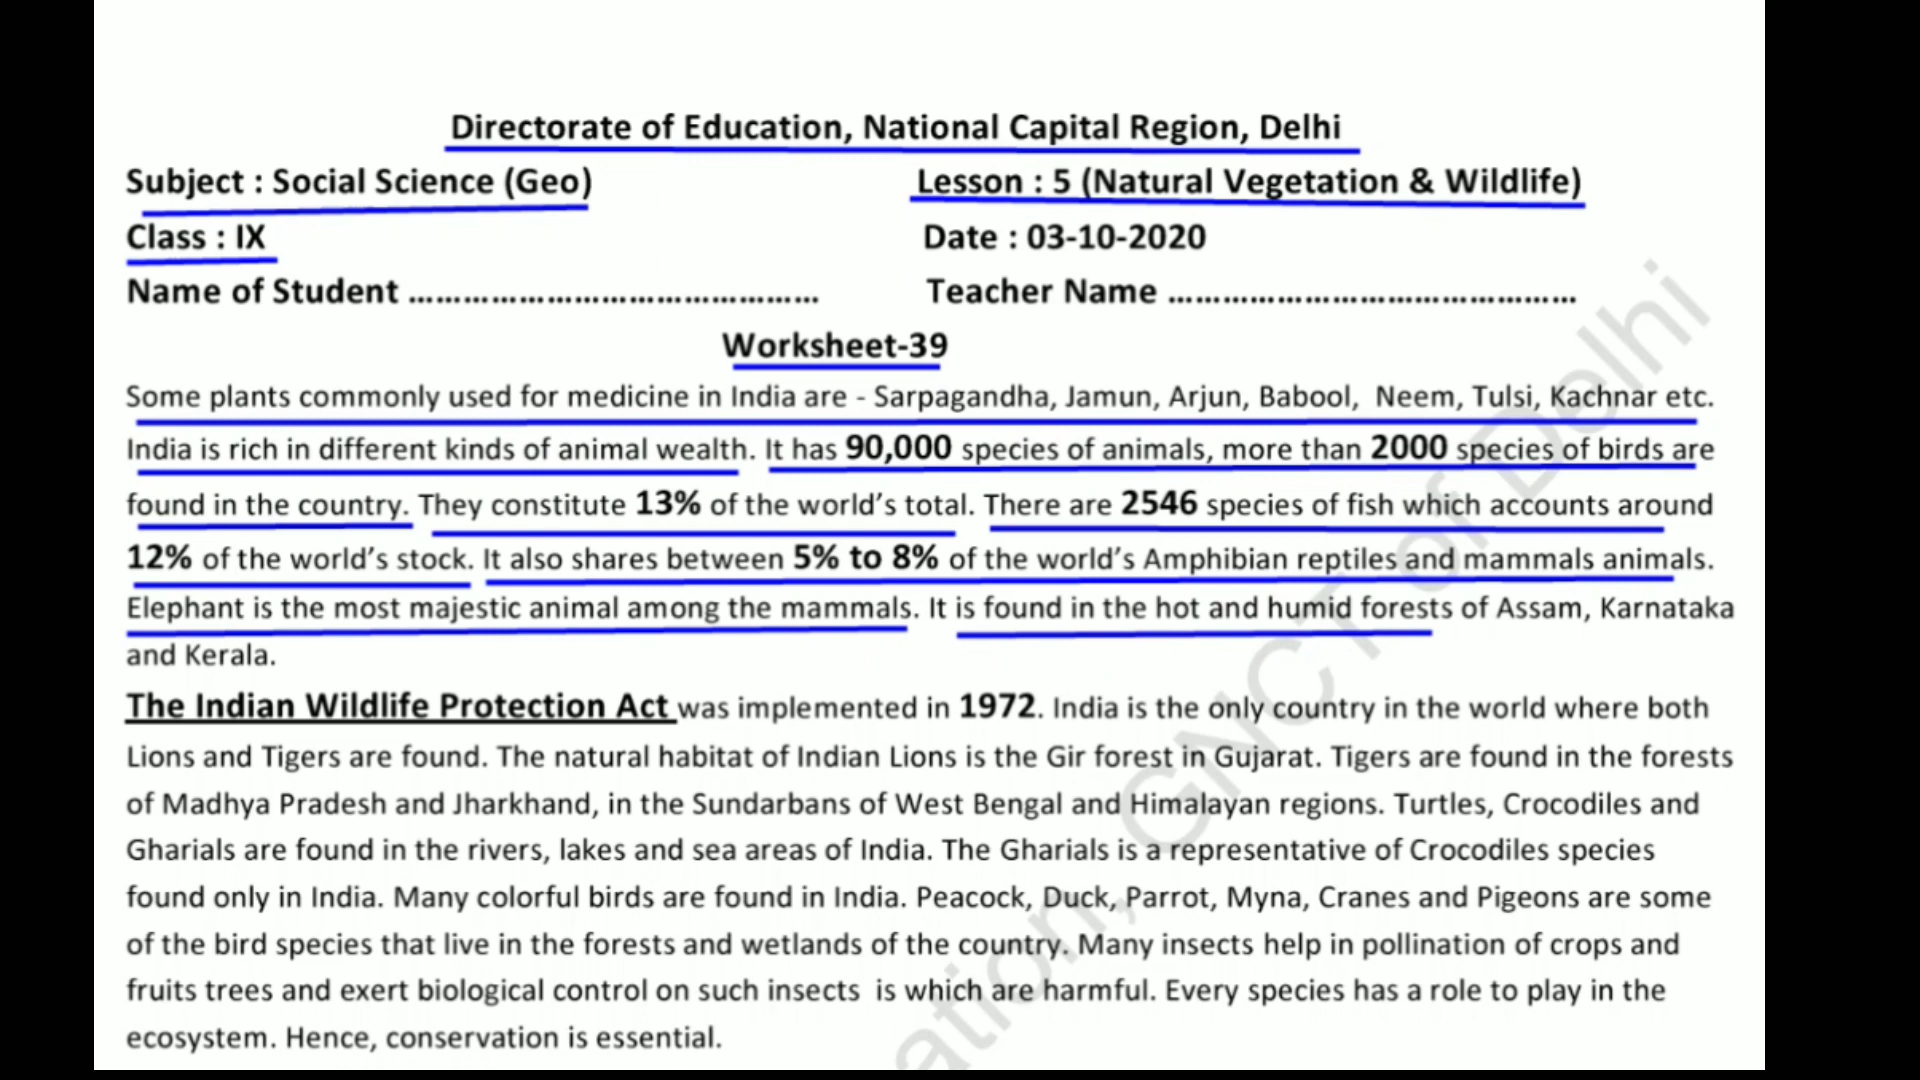 Directorate of Education, National Capital Region, Delhi
Subject : Social Science (Geo) Lesson : 5 (Natural Vegetation & Wildlife)
Class : IX Date : 03-10-2020
Name of Student ………………………………………. Teacher Name ……………………………………….
Worksheet-39
Some plants commonly used for medicine in India are - Sarpagandha, Jamun, Arjun, Babool, Neem, Tulsi, Kachnar etc.
India is rich in different kinds of animal wealth. It has 90,000 species of animals, more than 2000 species of birds are
found in the country. They constitute 13% of the world's total. There are 2546 species of fish which accounts around
12% of the world's stock. It also shares between 5% to 8% of the world's Amphibian reptiles and mammals animals.
Elephant is the most majestic animal among the mammals. It is found in the hot and humid forests of Assam, Karnataka
and Kerala.
The Indian Wildlife Protection Act was implemented in 1972. India is the only country in the world where both
Lions and Tigers are found. The natural habitat of Indian Lions is the Gir forest in Gujarat. Tigers are found in the forests
of Madhya Pradesh and Jharkhand, in the Sundarbans of West Bengal and Himalayan regions. Turtles, Crocodiles and
Gharials are found in the rivers, lakes and sea areas of India. The Gharials is a representative of Crocodiles species
found only in India. Many colorful birds are found in India. Peacock, Duck, Parrot, Myna, Cranes and Pigeons are some
of the bird species that live in the forests and wetlands of the country. Many insects help in pollination of crops and
fruits trees and exert biological control on such insects is which are harmful. Every species has a role to play in the
ecosystem. Hence, conservation is essential.
ation, GNCT of Delhi